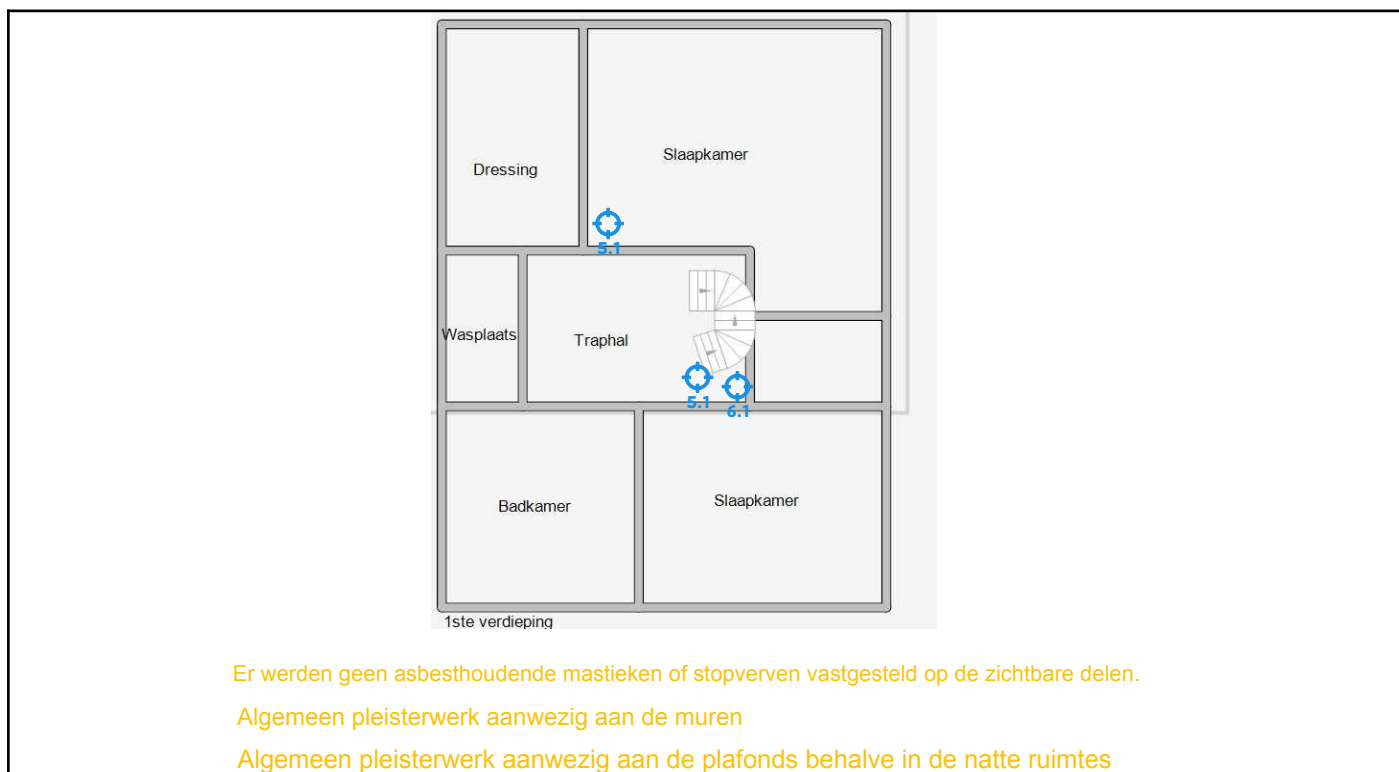 Dressing
Slaapkamer
5.1
Wasplaats
Traphal
5.1
6.1
Badkamer
Slaapkamer
1ste verdieping
Er werden geen asbesthoudende mastieken of stopverven vastgesteld op de zichtbare delen.
Algemeen pleisterwerk aanwezig aan de muren
Algemeen pleisterwerk aanwezig aan de plafonds behalve in de natte ruimtes